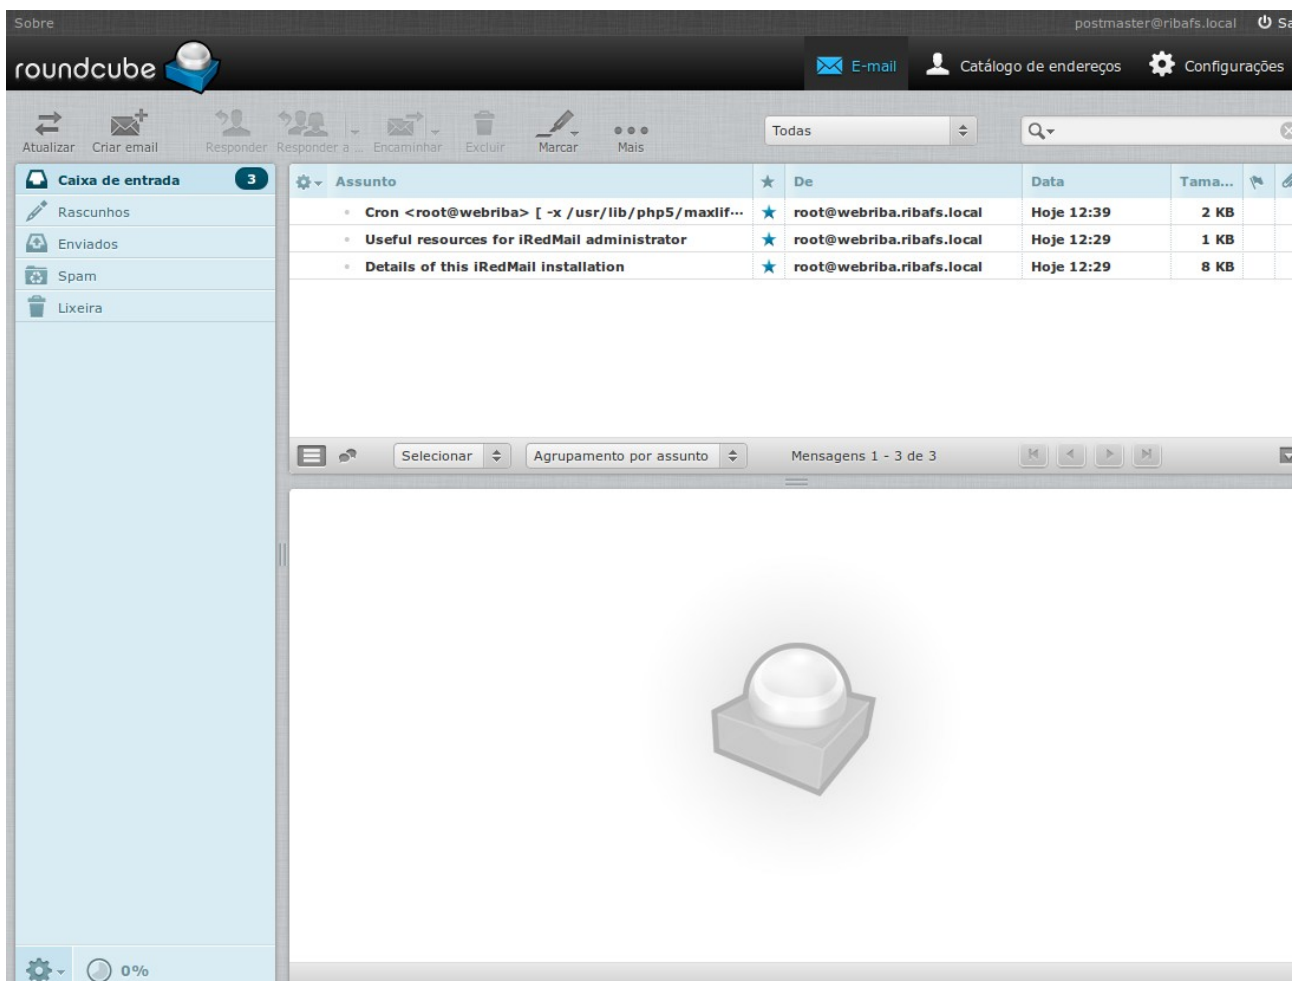 Sobre postmaster@ribafs.local Sa
roundcube E-mail Catálogo de endereços Configurações
Atualizar Criar email Responder Responder a ... Encaminhar Excluir Marcar Mais Todas
Caixa de entrada 3 Assunto De Data Tama...
Rascunhos Cron <root@webriba> [ -x /usr/lib/php5/maxlif... root@webriba.ribafs.local Hoje 12:39 2 KB
Enviados Useful resources for iRedMail administrator root@webriba.ribafs.local Hoje 12:29 1 KB
Spam Details of this iRedMail installation root@webriba.ribafs.local Hoje 12:29 8 KB
Lixeira
Selecionar Agrupamento por assunto Mensagens 1 - 3 de 3
0%